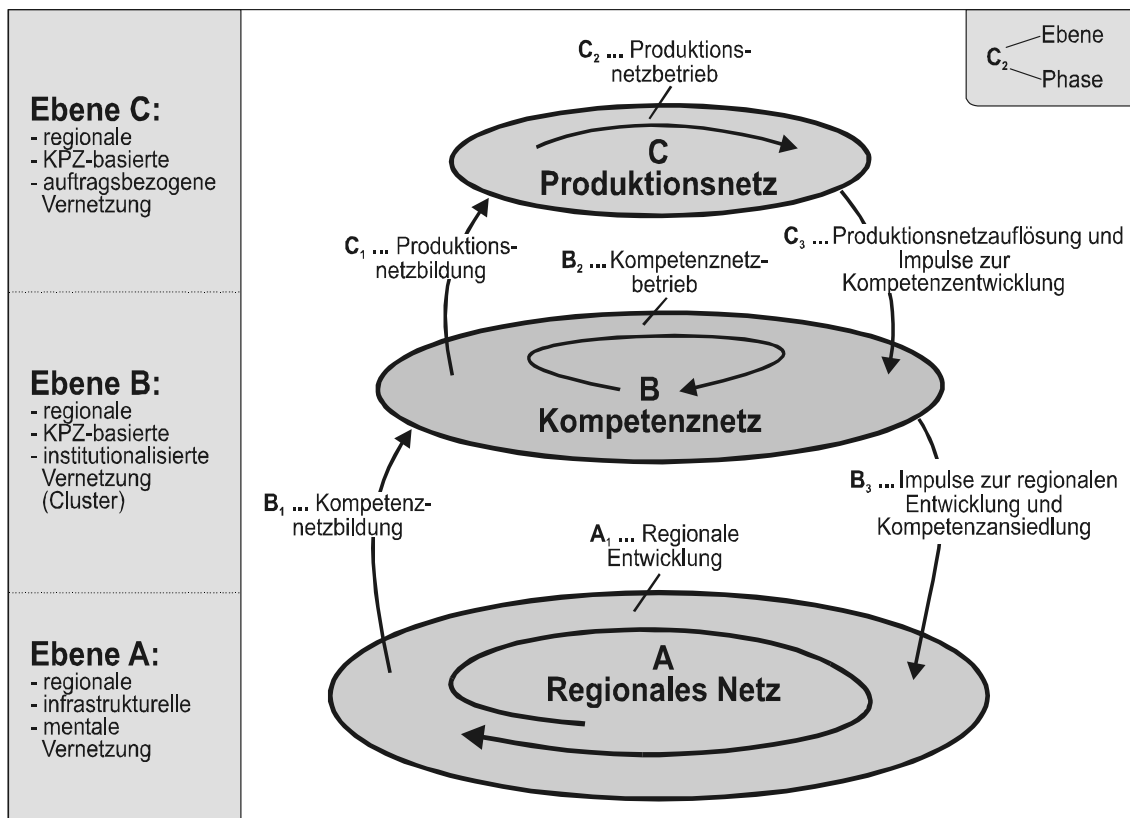 Ebene C:
- regionale
- KPZ-basierte
- auftragsbezogene
Vernetzung
Ebene B:
- regionale
- KPZ-basierte
- institutionalisierte
Vernetzung
(Cluster)
Ebene A:
- regionale
- infrastrukturelle
- mentale
Vernetzung
C₂ ... Produktions-
netzbetrieb
C
Produktionsnetz
C₁ ... Produktions-
netzbildung
C₃ ... Produktionsnetzauflösung und
Impulse zur
Kompetenzentwicklung
B₂ ... Kompetenznetz-
betrieb
B
Kompetenznetz
B₁ ... Kompetenz-
netzbildung
B₃ ... Impulse zur regionalen
Entwicklung und
Kompetenzansiedlung
A₁ ... Regionale
Entwicklung
A
Regionales Netz
C₂
Ebene
Phase